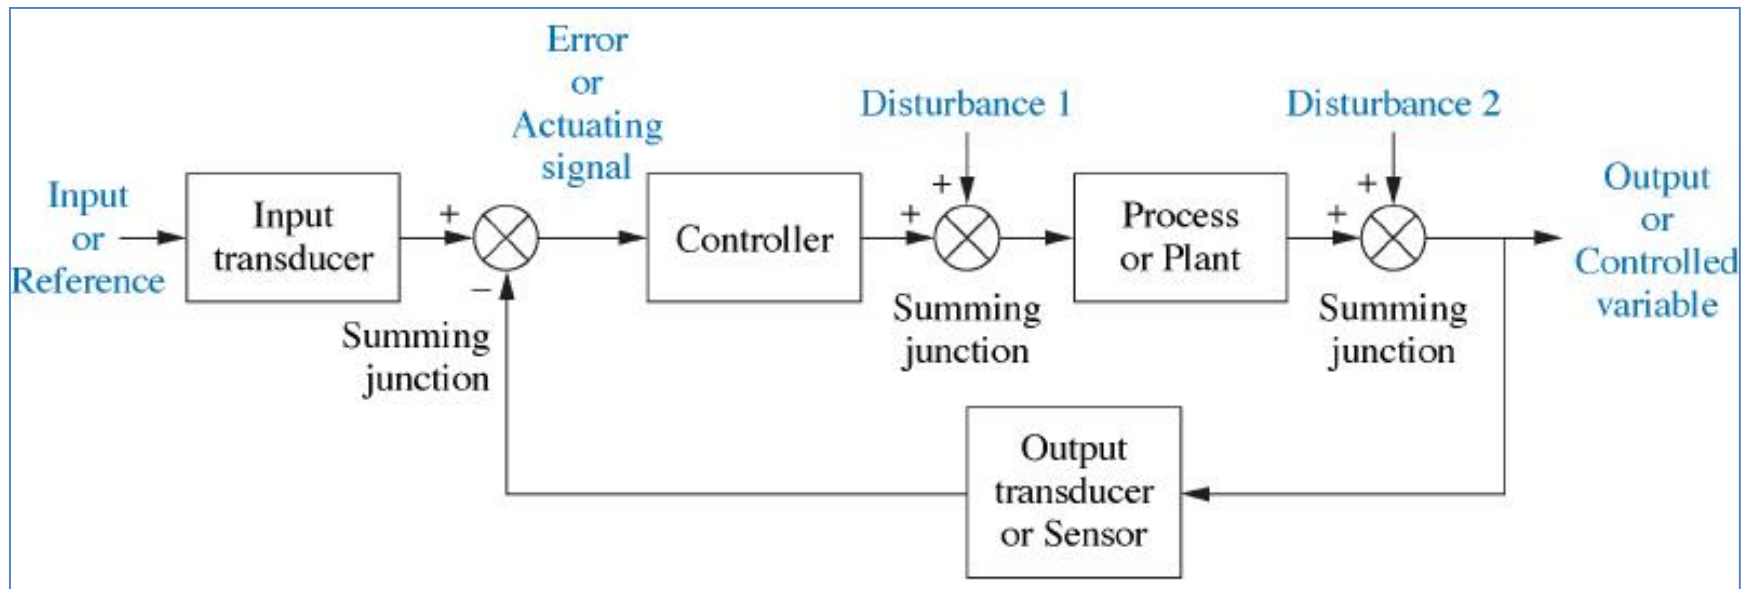 Error
or
Actuating
signal
Disturbance 1
Disturbance 2
Input
or
Reference
Input
transducer
+
−
Summing
junction
Controller
+
+
Summing
junction
Process
or Plant
+
+
Summing
junction
Output
or
Controlled
variable
Output
transducer
or Sensor